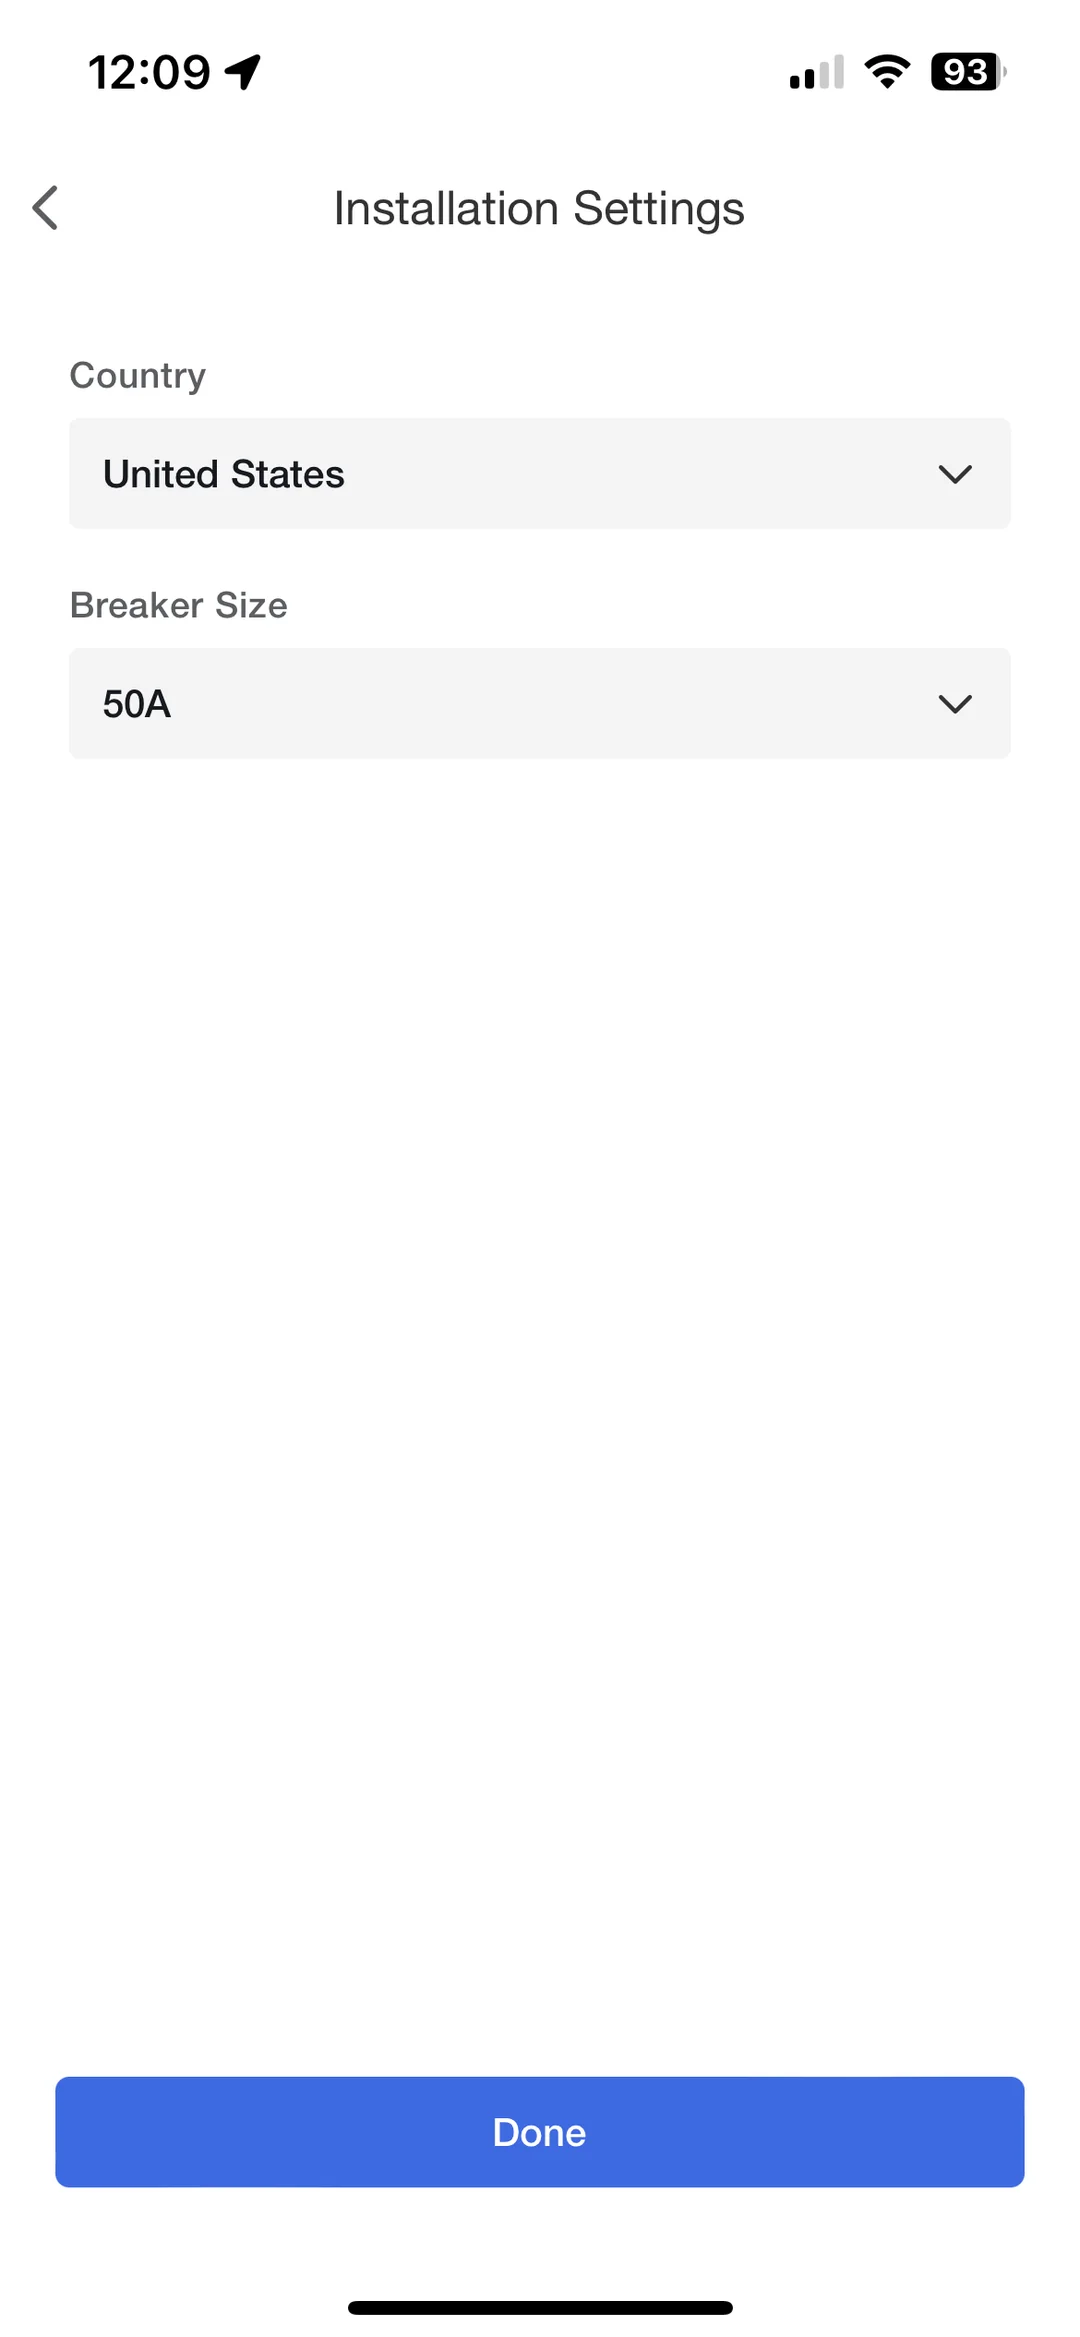 12:09
93
Installation Settings
Country
United States
Breaker Size
50A
Done